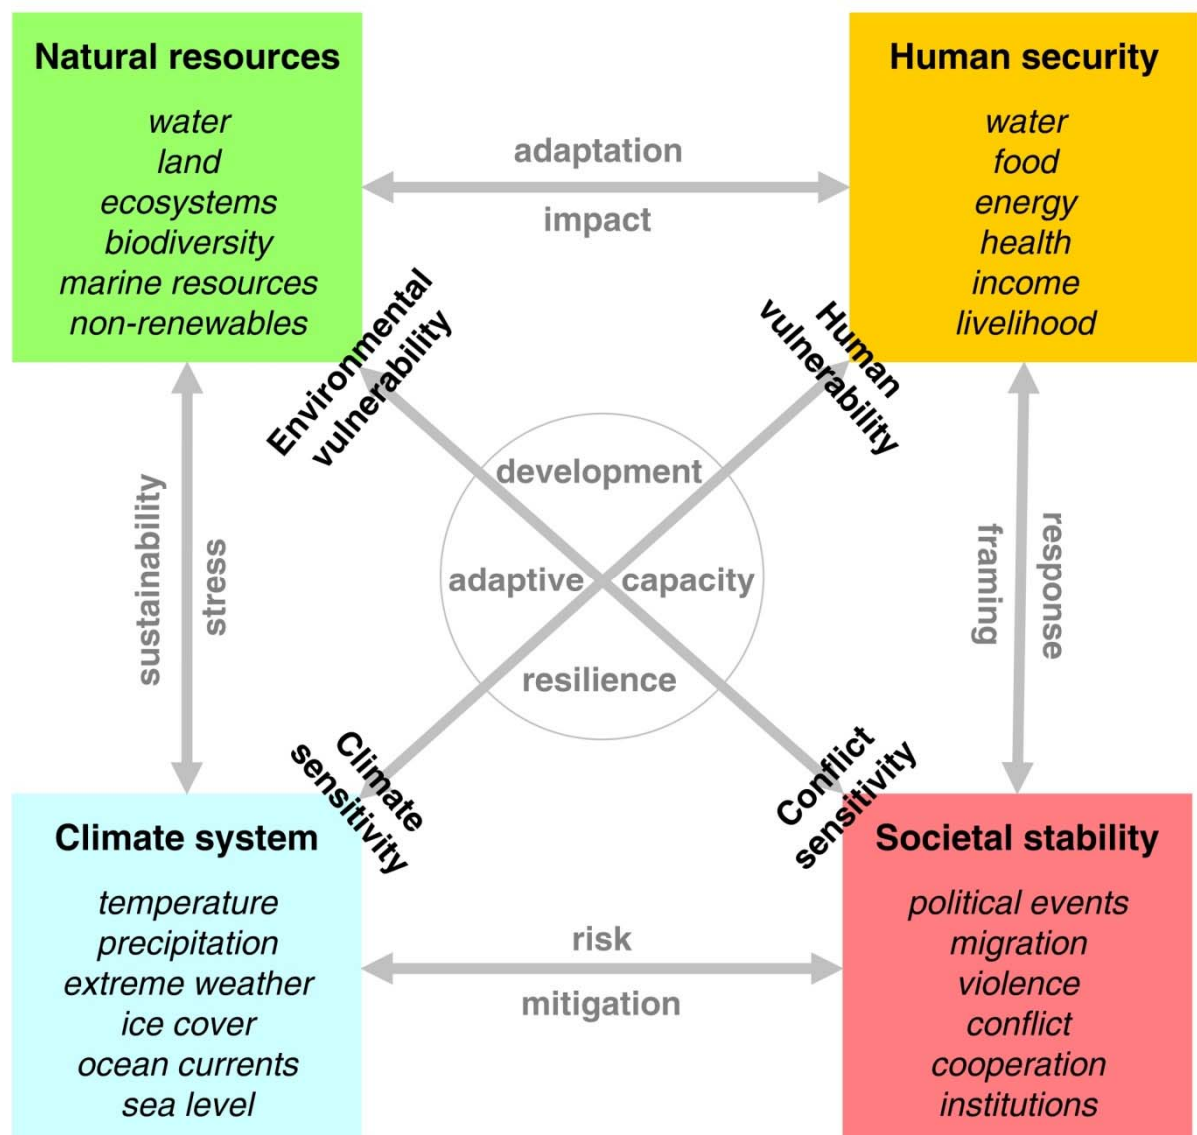 Natural resources
water
land
ecosystems
biodiversity
marine resources
non-renewables
Human security
water
food
energy
health
income
livelihood
adaptation
impact
Environmental
vulnerability
Human
vulnerability
sustainability
stress
development
adaptive capacity
resilience
framing
response
Climate
sensitivity
Conflict
sensitivity
Climate system
temperature
precipitation
extreme weather
ice cover
ocean currents
sea level
risk
mitigation
Societal stability
political events
migration
violence
conflict
cooperation
institutions